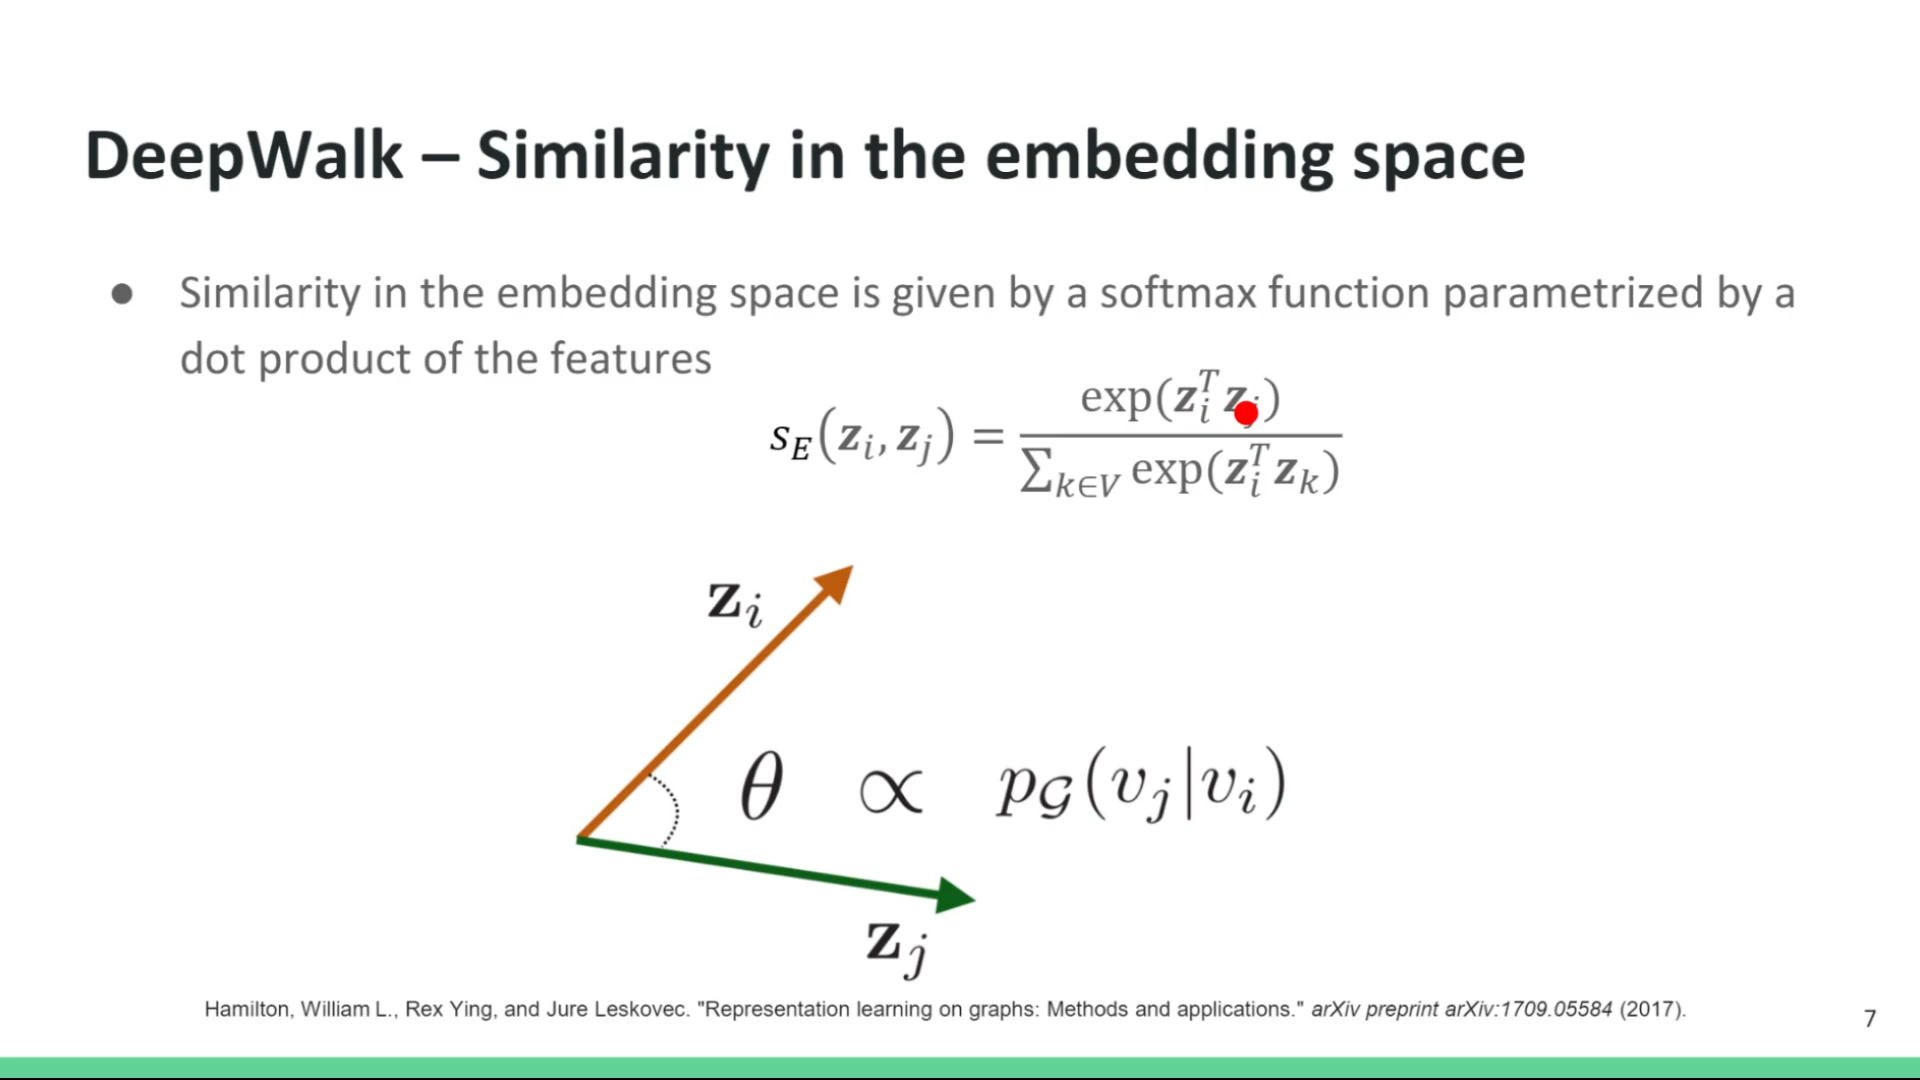 DeepWalk – Similarity in the embedding space
● Similarity in the embedding space is given by a softmax function parametrized by a
dot product of the features
s_E(z_i, z_j) = exp(z_i^T z_j) / ∑_{k∈V} exp(z_i^T z_k)
z_i
θ ∝ p_𝒢(v_j|v_i)
z_j
Hamilton, William L., Rex Ying, and Jure Leskovec. "Representation learning on graphs: Methods and applications." arXiv preprint arXiv:1709.05584 (2017).
7